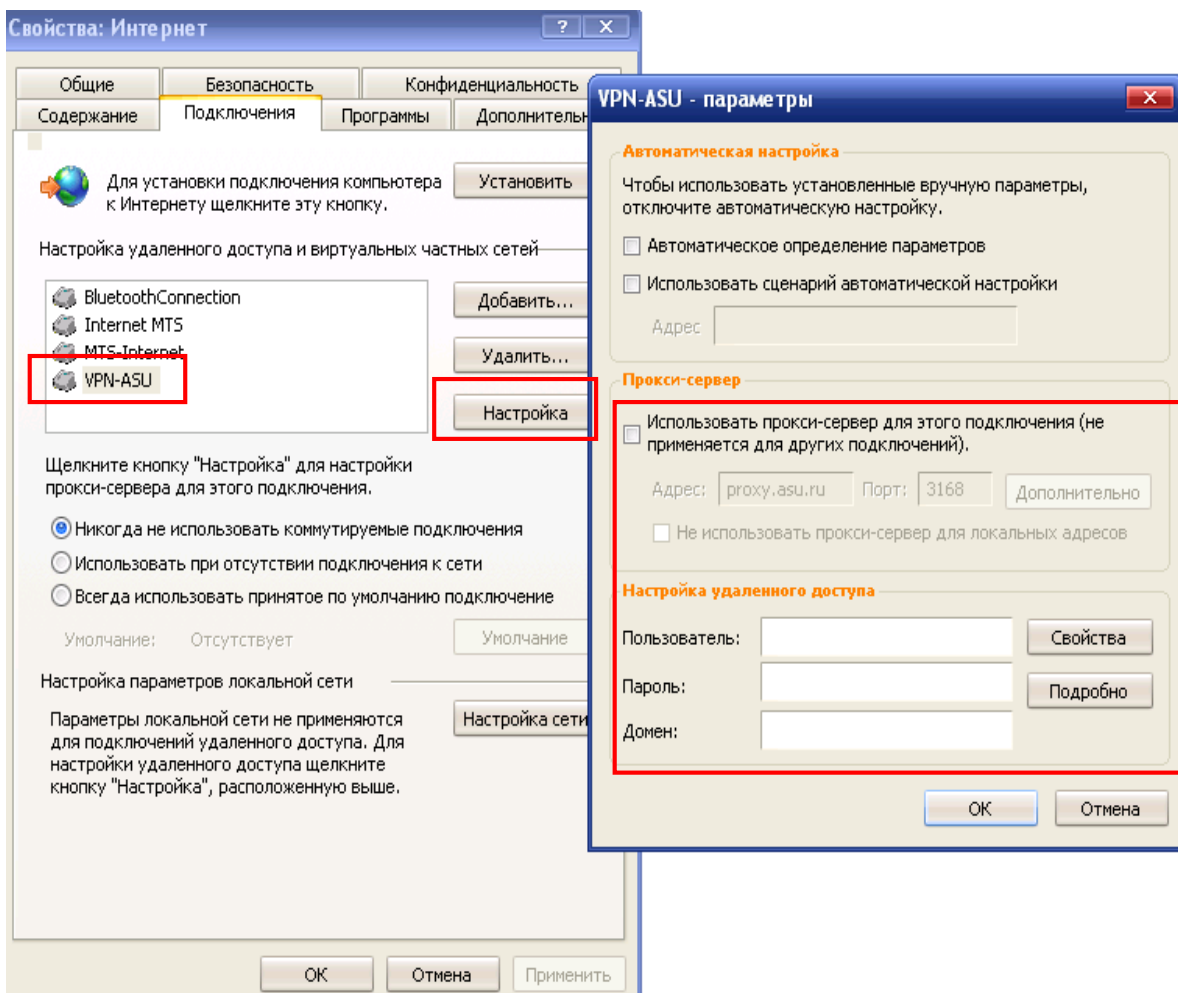 Свойства: Интернет
Общие
Безопасность
Конфиденциальность
Содержание
Подключения
Программы
Дополнительн
Для установки подключения компьютера
к Интернету щелкните эту кнопку.
Установить
Настройка удаленного доступа и виртуальных частных сетей
BluetoothConnection
Internet MTS
MTS-Internet
VPN-ASU
Добавить...
Удалить...
Настройка
Щелкните кнопку "Настройка" для настройки
прокси-сервера для этого подключения.
Никогда не использовать коммутируемые подключения
Использовать при отсутствии подключения к сети
Всегда использовать принятое по умолчанию подключение
Умолчание: Отсутствует
Умолчание
Настройка параметров локальной сети
Параметры локальной сети не применяются
для подключений удаленного доступа. Для
настройки удаленного доступа щелкните
кнопку "Настройка", расположенную выше.
Настройка сети
ОК
Отмена
Применить
VPN-ASU - параметры
Автоматическая настройка
Чтобы использовать установленные вручную параметры,
отключите автоматическую настройку.
Автоматическое определение параметров
Использовать сценарий автоматической настройки
Адрес
Прокси-сервер
Использовать прокси-сервер для этого подключения (не
применяется для других подключений).
Адрес: proxy.asu.ru Порт: 3168 Дополнительно
Не использовать прокси-сервер для локальных адресов
Настройка удаленного доступа
Пользователь:
Свойства
Пароль:
Подробно
Домен:
ОК
Отмена